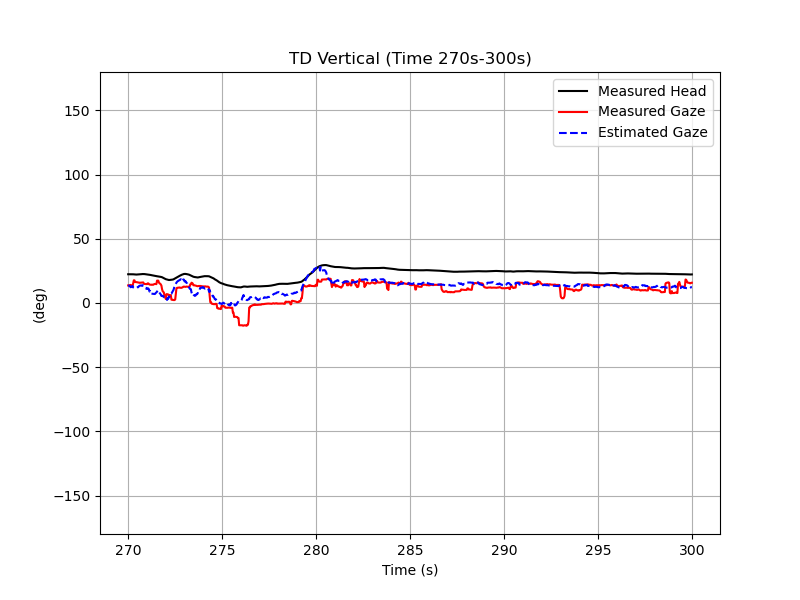 TD Vertical (Time 270s-300s)
Measured Head
Measured Gaze
Estimated Gaze
150
100
50
0
−50
−100
−150
(deg)
270 275 280 285 290 295 300
Time (s)